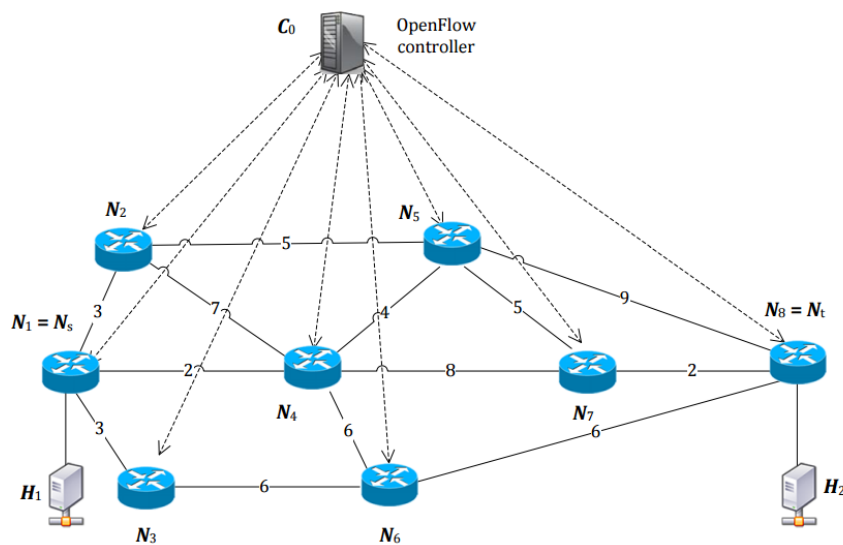 C₀
OpenFlow
controller
N₂
N₅
5
9
3
7
4
5
N₁ = Nₛ
N₈ = Nₜ
2
8
2
N₄
N₇
3
6
6
6
H₁
H₂
N₃
N₆